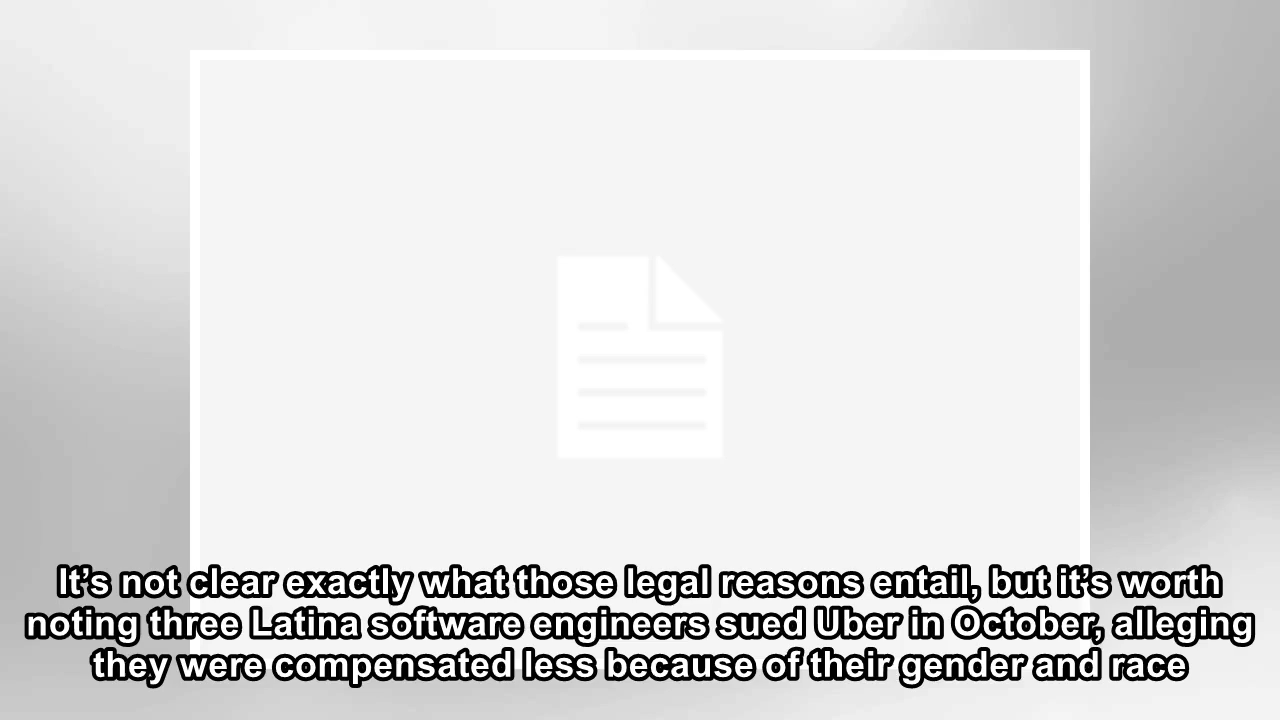 It’s not clear exactly what those legal reasons entail, but it’s worth
noting three Latina software engineers sued Uber in October, alleging
they were compensated less because of their gender and race